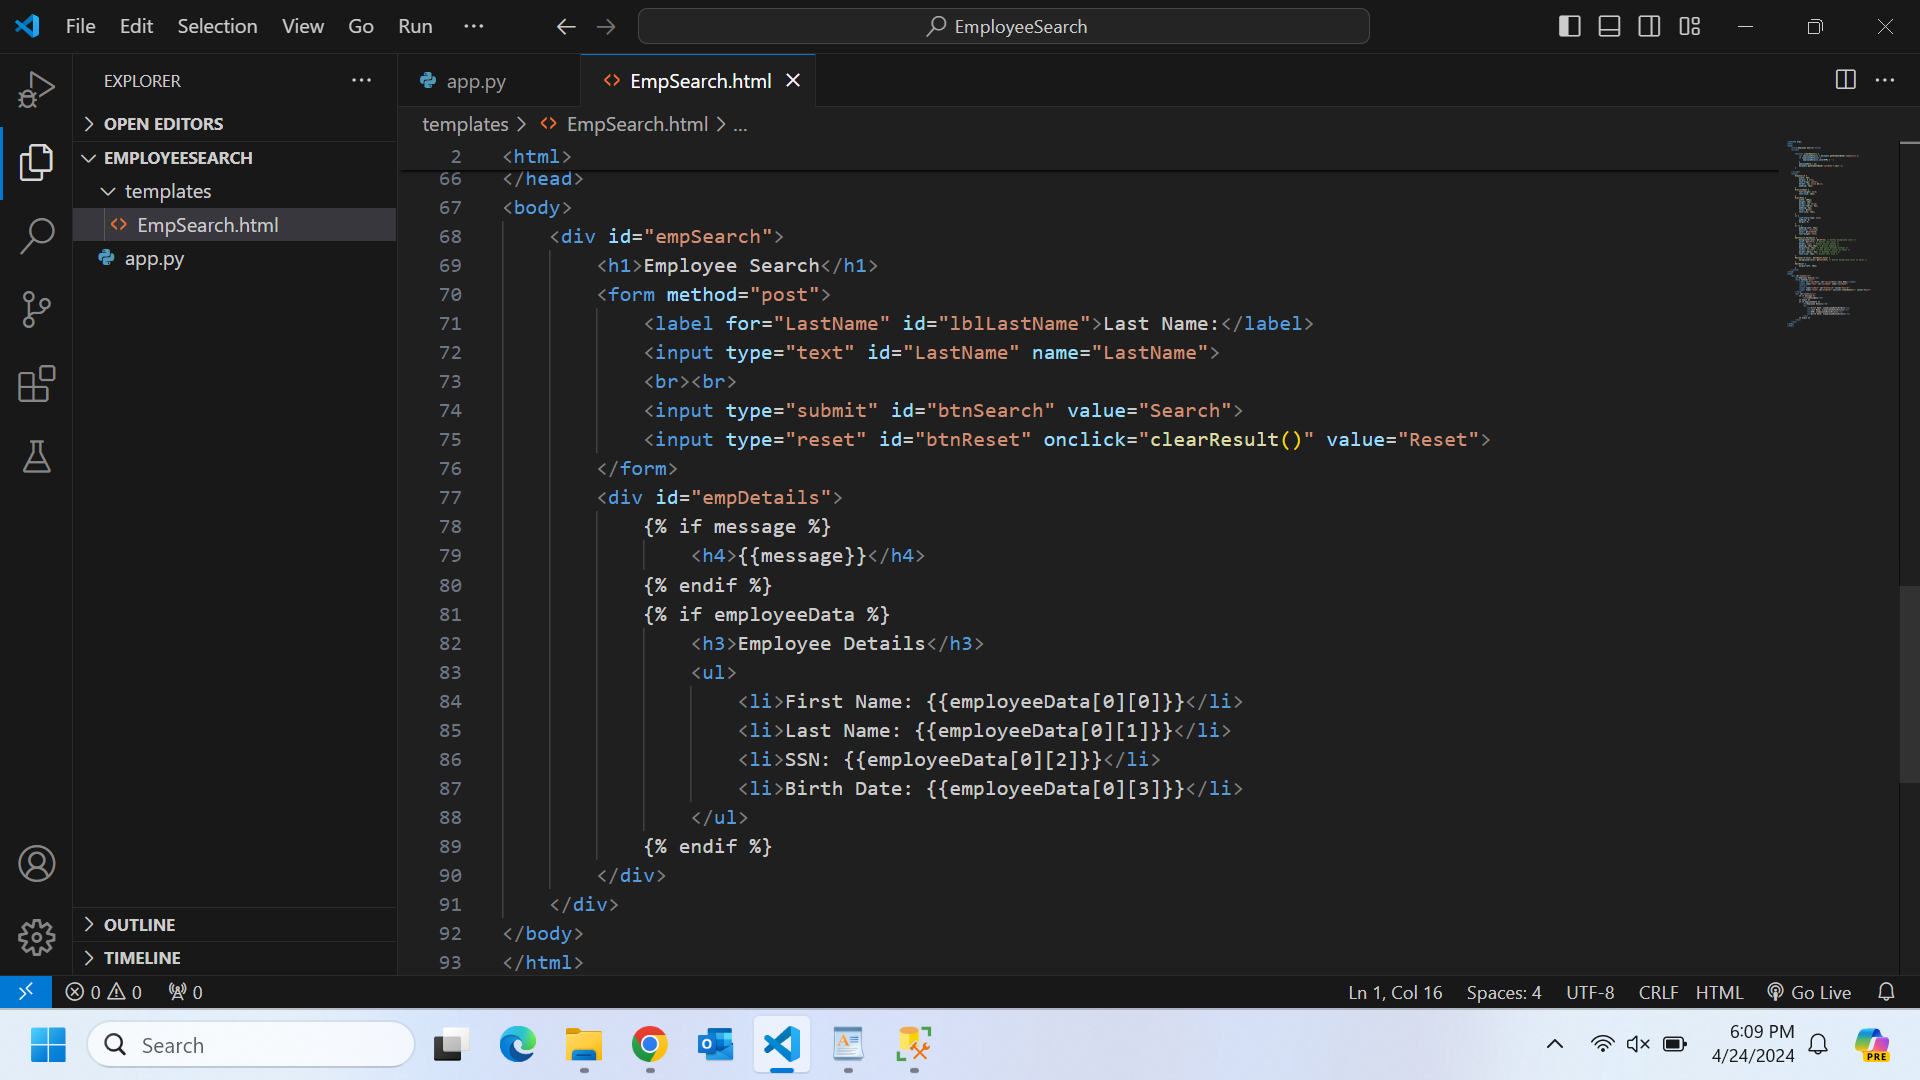 File Edit Selection View Go Run ··· EmployeeSearch
EXPLORER ···
OPEN EDITORS
EMPLOYEESEARCH
templates
EmpSearch.html
app.py
OUTLINE
TIMELINE
app.py EmpSearch.html
templates > EmpSearch.html > ...
2 <html>
66 </head>
67 <body>
68 <div id="empSearch">
69 <h1>Employee Search</h1>
70 <form method="post">
71 <label for="LastName" id="lblLastName">Last Name:</label>
72 <input type="text" id="LastName" name="LastName">
73 <br><br>
74 <input type="submit" id="btnSearch" value="Search">
75 <input type="reset" id="btnReset" onclick="clearResult()" value="Reset">
76 </form>
77 <div id="empDetails">
78 {% if message %}
79 <h4>{{message}}</h4>
80 {% endif %}
81 {% if employeeData %}
82 <h3>Employee Details</h3>
83 <ul>
84 <li>First Name: {{employeeData[0][0]}}</li>
85 <li>Last Name: {{employeeData[0][1]}}</li>
86 <li>SSN: {{employeeData[0][2]}}</li>
87 <li>Birth Date: {{employeeData[0][3]}}</li>
88 </ul>
89 {% endif %}
90 </div>
91 </div>
92 </body>
93 </html>
0 0 0 Ln 1, Col 16 Spaces: 4 UTF-8 CRLF HTML Go Live
Search
6:09 PM
4/24/2024
PRE